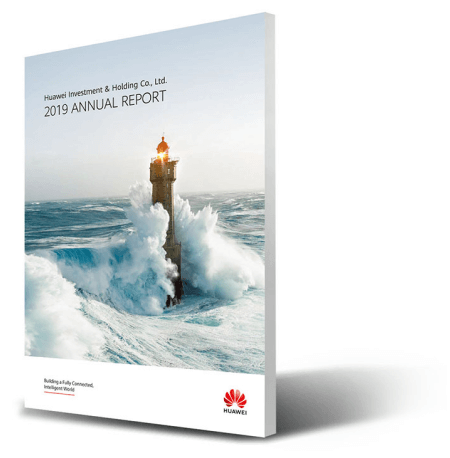 Huawei Investment & Holding Co., Ltd.
2019 ANNUAL REPORT
Building a Fully Connected,
Intelligent World
HUAWEI